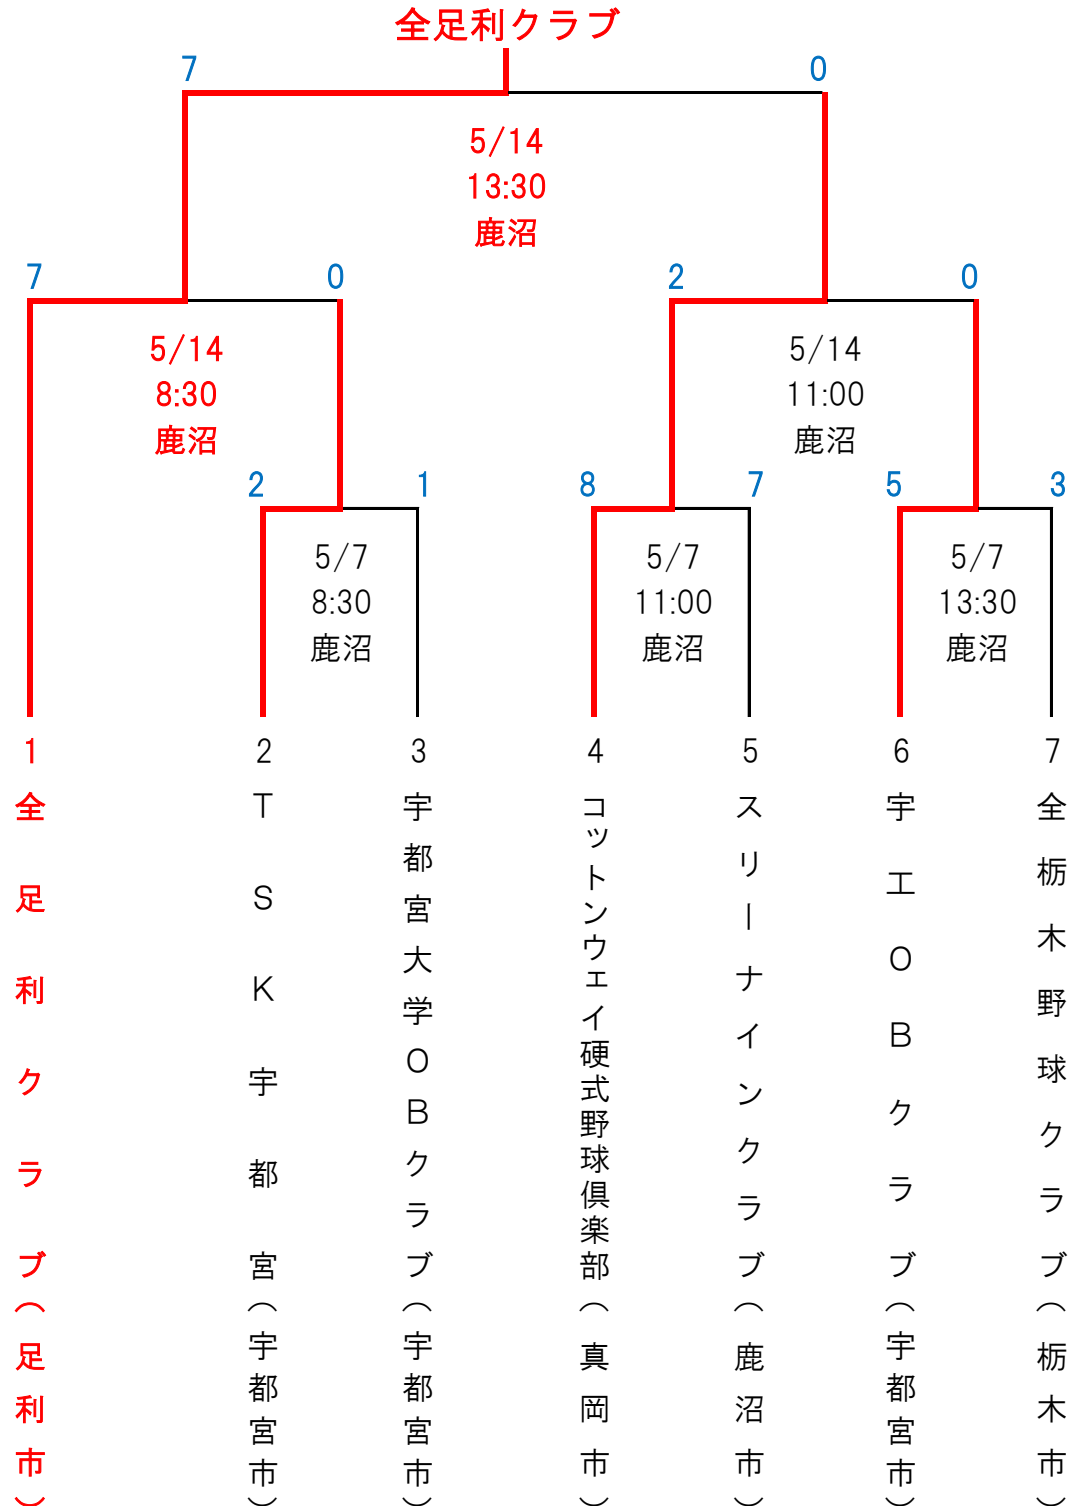 全足利クラブ
7
0
5/14
13:30
鹿沼
7
0
2
0
5/14
8:30
鹿沼
5/14
11:00
鹿沼
2
1
8
7
5
3
5/7
8:30
鹿沼
5/7
11:00
鹿沼
5/7
13:30
鹿沼
1
全足利クラブ(足利市)
2
TSK宇都宮(宇都宮市)
3
宇都宮大学OBクラブ(宇都宮市)
4
コットンウェイ硬式野球倶楽部(真岡市)
5
スリーナインクラブ(鹿沼市)
6
宇工OBクラブ(宇都宮市)
7
全栃木野球クラブ(栃木市)